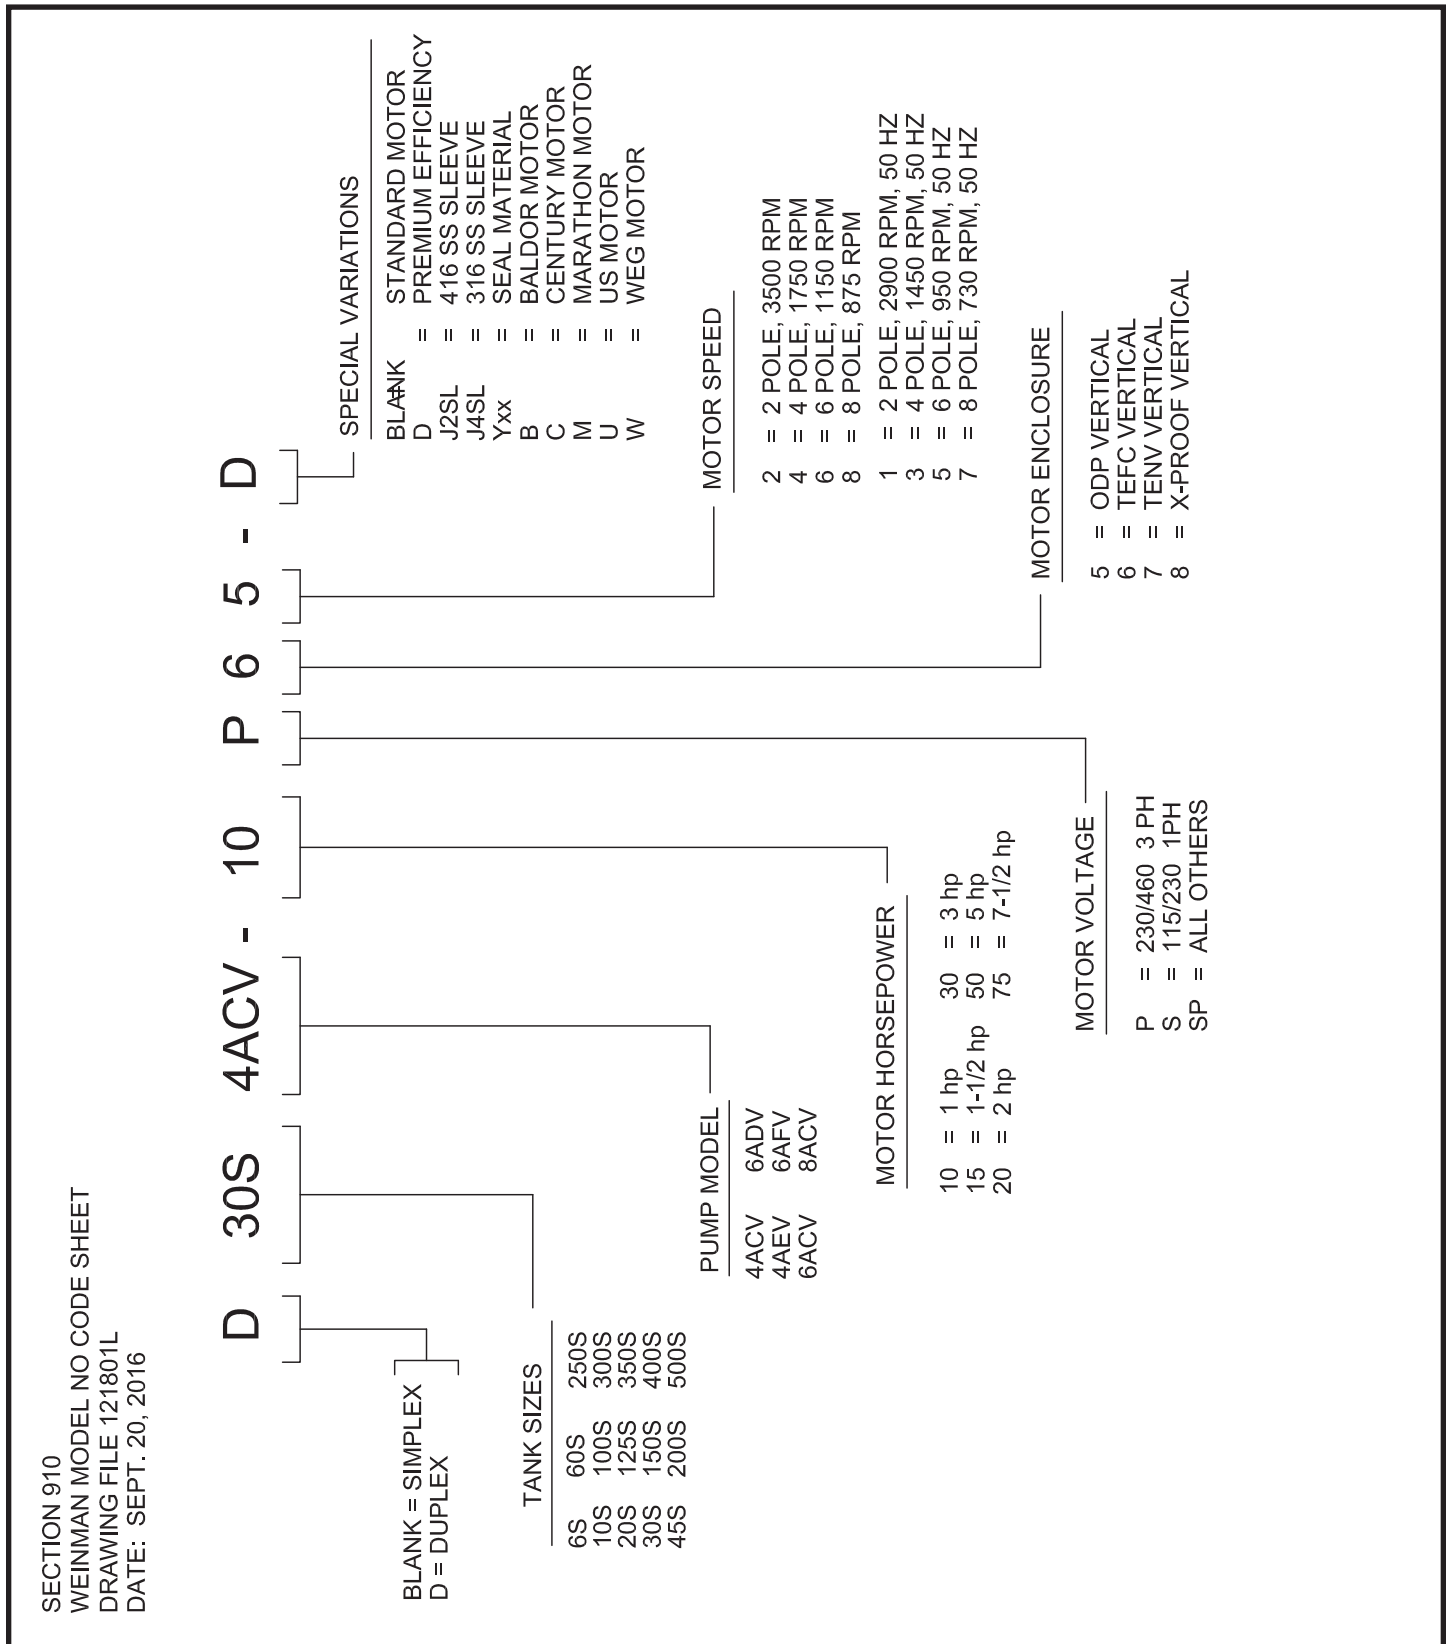 SECTION 910
WEINMAN MODEL NO CODE SHEET
DRAWING FILE 121801L
DATE: SEPT. 20, 2016
D 30S 4ACV - 10 P 6 5 - D
BLANK = SIMPLEX
D = DUPLEX
TANK SIZES
6S 60S 250S
10S 100S 300S
20S 125S 350S
30S 150S 400S
45S 200S 500S
PUMP MODEL
4ACV 6ADV
4AEV 6AFV
6ACV 8ACV
MOTOR HORSEPOWER
10 = 1 hp 30 = 3 hp
15 = 1-1/2 hp 50 = 5 hp
20 = 2 hp 75 = 7-1/2 hp
MOTOR VOLTAGE
P = 230/460 3 PH
S = 115/230 1PH
SP = ALL OTHERS
MOTOR ENCLOSURE
5 = ODP VERTICAL
6 = TEFC VERTICAL
7 = TENV VERTICAL
8 = X-PROOF VERTICAL
MOTOR SPEED
2 = 2 POLE, 3500 RPM
4 = 4 POLE, 1750 RPM
6 = 6 POLE, 1150 RPM
8 = 8 POLE, 875 RPM
1 = 2 POLE, 2900 RPM, 50 HZ
3 = 4 POLE, 1450 RPM, 50 HZ
5 = 6 POLE, 950 RPM, 50 HZ
7 = 8 POLE, 730 RPM, 50 HZ
SPECIAL VARIATIONS
BLANK = STANDARD MOTOR
D = PREMIUM EFFICIENCY
J2SL = 416 SS SLEEVE
J4SL = 316 SS SLEEVE
Yxx = SEAL MATERIAL
B = BALDOR MOTOR
C = CENTURY MOTOR
M = MARATHON MOTOR
U = US MOTOR
W = WEG MOTOR